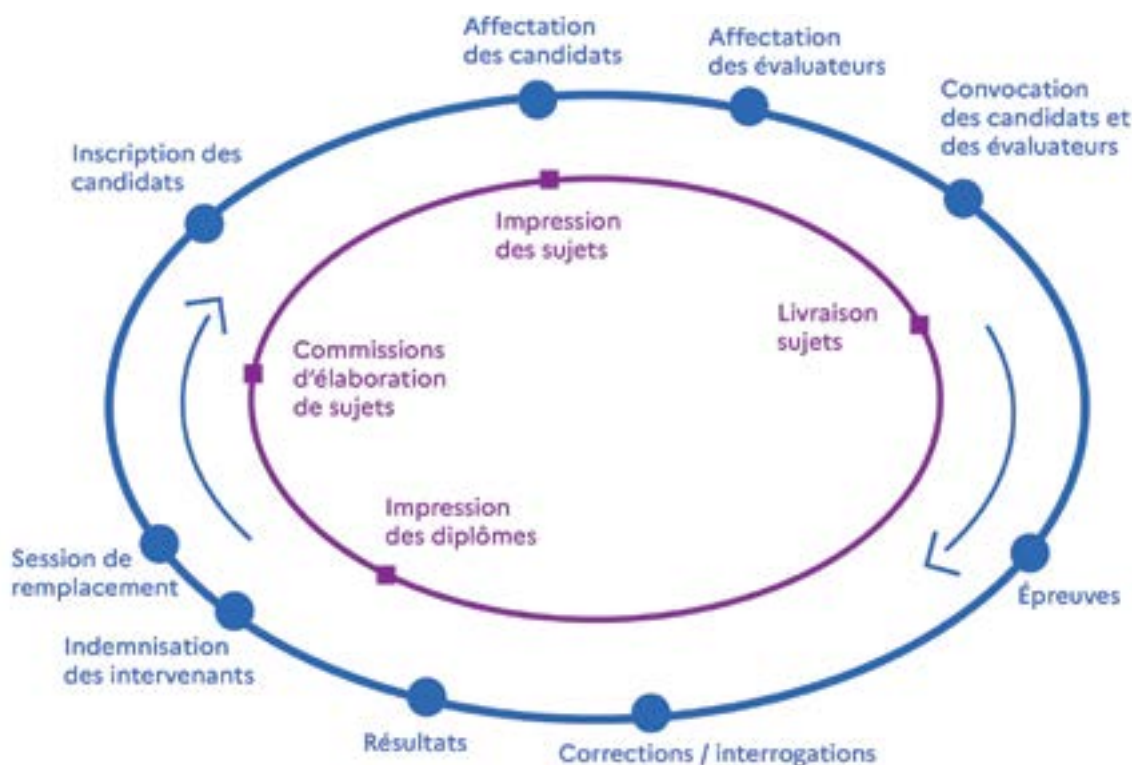 Affectation
des candidats
Affectation
des évaluateurs
Convocation
des candidats et
des évaluateurs
Inscription des
candidats
Impression
des sujets
Livraison
sujets
Commissions
d'élaboration
de sujets
Impression
des diplômes
Session de
remplacement
Épreuves
Indemnisation
des intervenants
Résultats
Corrections / interrogations